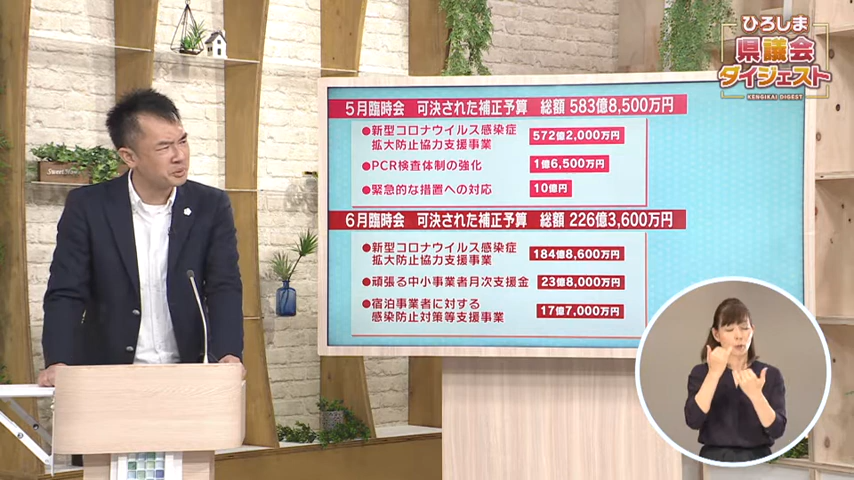 ひろしま
県議会
ダイジェスト
KENGIKAI DIGEST
5月臨時会 可決された補正予算 総額 583億8,500万円
●新型コロナウイルス感染症
拡大防止協力支援事業
572億2,000万円
●PCR検査体制の強化
1億6,500万円
●緊急的な措置への対応
10億円
6月臨時会 可決された補正予算 総額 226億3,600万円
●新型コロナウイルス感染症
拡大防止協力支援事業
184億8,600万円
●頑張る中小事業者月次支援金
23億8,000万円
●宿泊事業者に対する
感染防止対策等支援事業
17億7,000万円